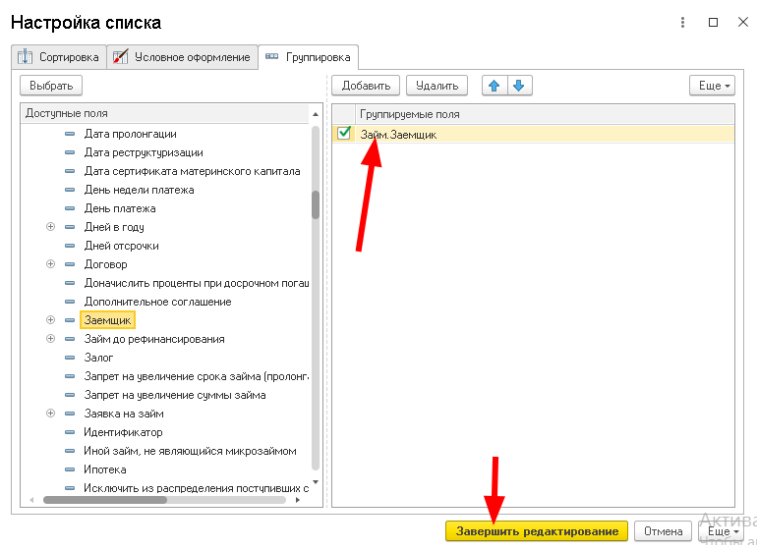 Настройка списка
Сортировка Условное оформление Группировка
Выбрать
Добавить Удалить Еще
Доступные поля
Дата пролонгации
Дата реструктуризации
Дата сертификата материнского капитала
День недели платежа
День платежа
Дней в году
Дней отсрочки
Договор
Доначислить проценты при досрочном погаш
Дополнительное соглашение
Заемщик
Займ до рефинансирования
Залог
Запрет на увеличение срока займа (пролонг.
Запрет на увеличение суммы займа
Заявка на займ
Идентификатор
Иной займ, не являющийся микрозаймом
Ипотека
Исключить из распределения поступивших с
Группируемые поля
Займ.Заемщик
Завершить редактирование Отмена Еще
Актива
Чтобы а